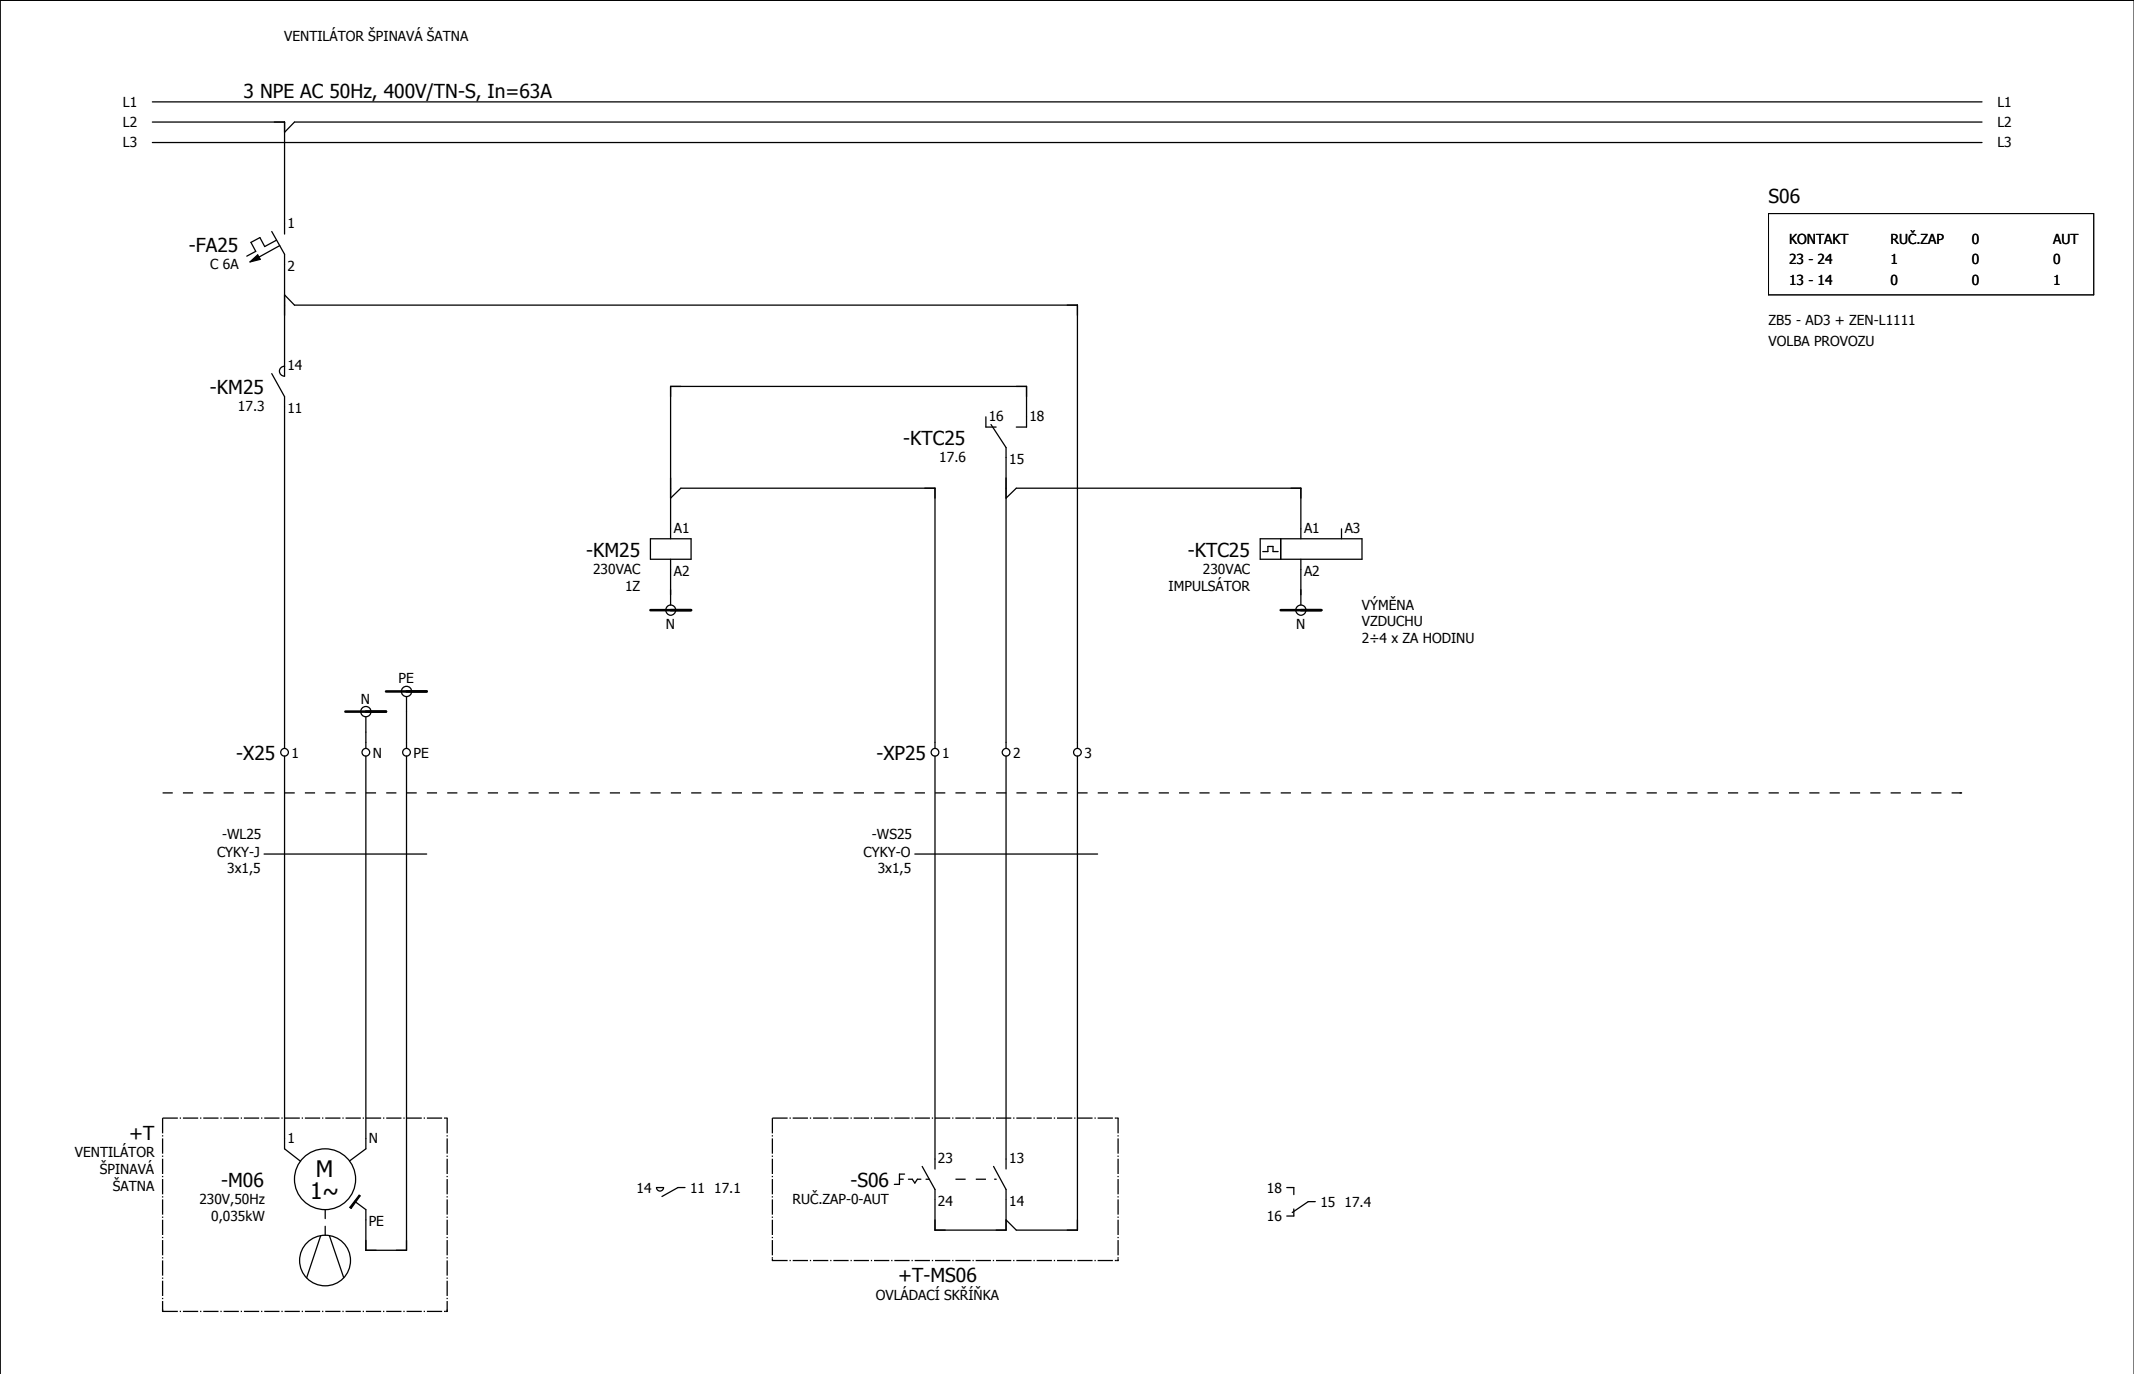 VENTILÁTOR ŠPINAVÁ ŠATNA
3 NPE AC 50Hz, 400V/TN-S, In=63A
L1 L1
L2 L2
L3 L3
S06
KONTAKT RUČ.ZAP 0 AUT
23 - 24 1 0 0
13 - 14 0 0 1
ZB5 - AD3 + ZEN-L1111
VOLBA PROVOZU
1
-FA25
C 6A
2
14
-KM25
17.3
11
16 18
-KTC25
17.6
15
A1
-KM25
230VAC
1Z
A2
N
A1 A3
-KTC25
230VAC
IMPULSÁTOR
A2
N
VÝMĚNA
VZDUCHU
2÷4 x ZA HODINU
PE
N
-X25 1 N PE
-XP25 1 2 3
-WL25
CYKY-J
3x1,5
-WS25
CYKY-O
3x1,5
+T
VENTILÁTOR
ŠPINAVÁ
ŠATNA
1 N
M
1~
-M06
230V,50Hz
0,035kW
PE
14 11 17.1
23 13
-S06
RUČ.ZAP-0-AUT
24 14
+T-MS06
OVLÁDACÍ SKŘÍŇKA
18
15 17.4
16